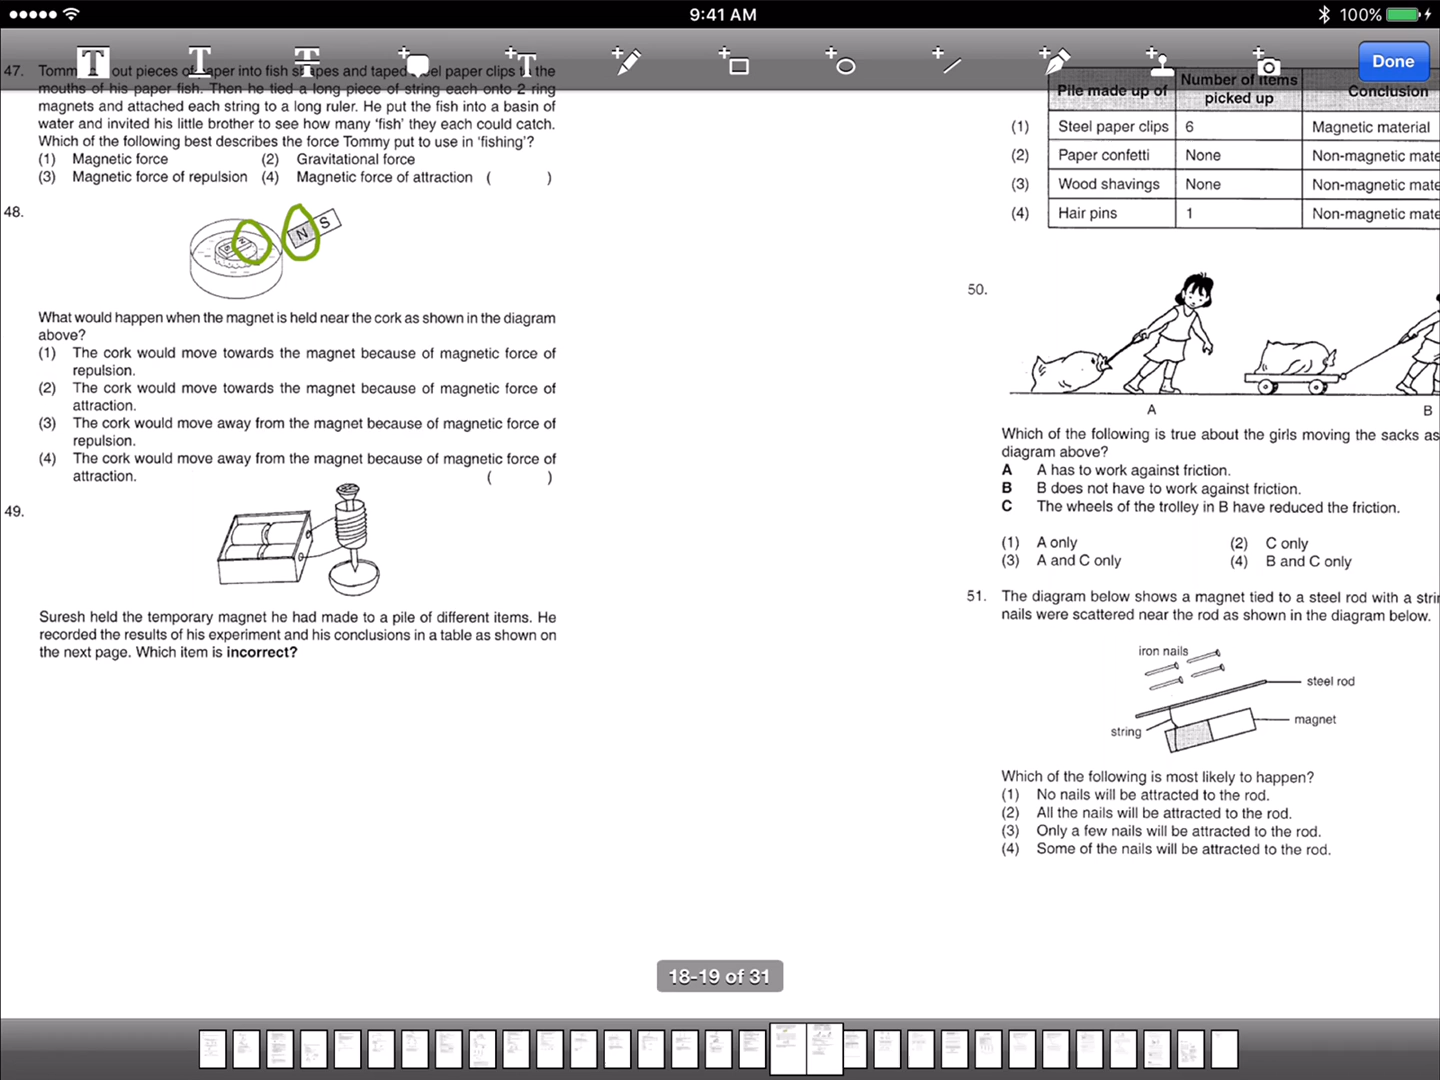 9:41 AM
100%
Done
47. out pieces of paper into fish shapes and taped steel paper clips to the
mouths of his paper fish. Then he tied a long piece of string each onto 2 ring
magnets and attached each string to a long ruler. He put the fish into a basin of
water and invited his little brother to see how many 'fish' they each could catch.
Which of the following best describes the force Tommy put to use in 'fishing'?
(1) Magnetic force (2) Gravitational force
(3) Magnetic force of repulsion (4) Magnetic force of attraction ( )
48.
N S
What would happen when the magnet is held near the cork as shown in the diagram
above?
(1) The cork would move towards the magnet because of magnetic force of
repulsion.
(2) The cork would move towards the magnet because of magnetic force of
attraction.
(3) The cork would move away from the magnet because of magnetic force of
repulsion.
(4) The cork would move away from the magnet because of magnetic force of
attraction. ( )
49.
Suresh held the temporary magnet he had made to a pile of different items. He
recorded the results of his experiment and his conclusions in a table as shown on
the next page. Which item is incorrect?
Pile made up of Number of items picked up Conclusion
(1) Steel paper clips 6 Magnetic material
(2) Paper confetti None Non-magnetic mate
(3) Wood shavings None Non-magnetic mate
(4) Hair pins 1 Non-magnetic mate
50.
A B
Which of the following is true about the girls moving the sacks as
diagram above?
A A has to work against friction.
B B does not have to work against friction.
C The wheels of the trolley in B have reduced the friction.
(1) A only (2) C only
(3) A and C only (4) B and C only
51. The diagram below shows a magnet tied to a steel rod with a strin
nails were scattered near the rod as shown in the diagram below.
iron nails
steel rod
magnet
string
Which of the following is most likely to happen?
(1) No nails will be attracted to the rod.
(2) All the nails will be attracted to the rod.
(3) Only a few nails will be attracted to the rod.
(4) Some of the nails will be attracted to the rod.
18-19 of 31